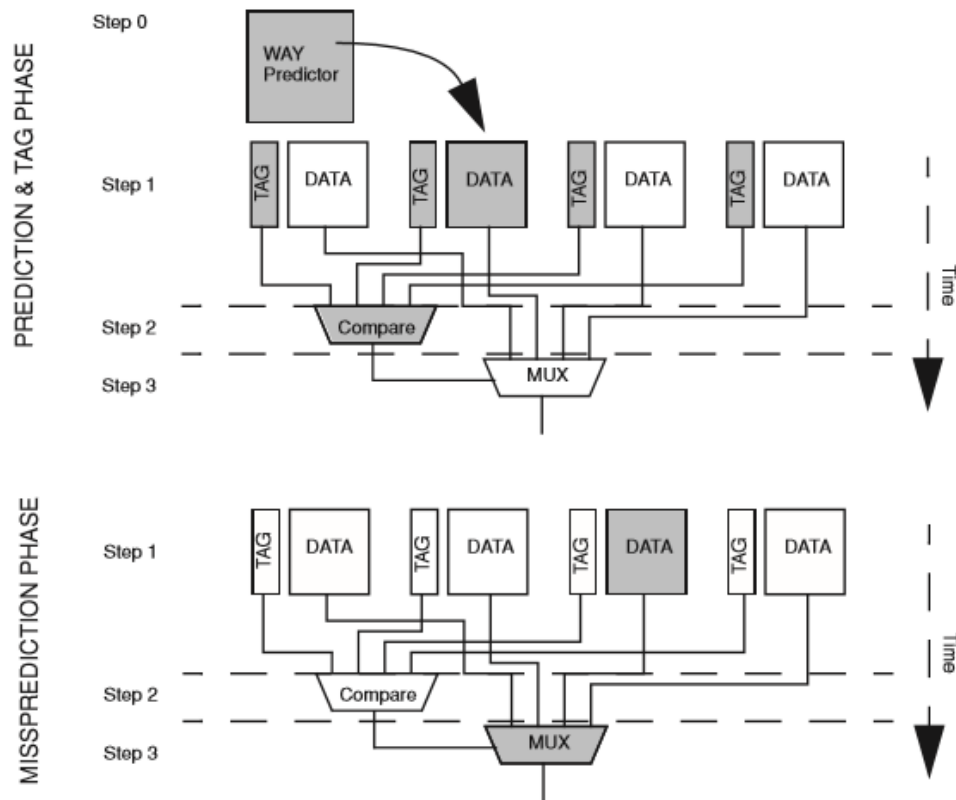 PREDICTION & TAG PHASE
Step 0
WAY
Predictor
Step 1
TAG
DATA
TAG
DATA
TAG
DATA
TAG
DATA
Time
Step 2
Compare
Step 3
MUX
MISSPREDICTION PHASE
Step 1
TAG
DATA
TAG
DATA
TAG
DATA
TAG
DATA
Time
Step 2
Compare
Step 3
MUX